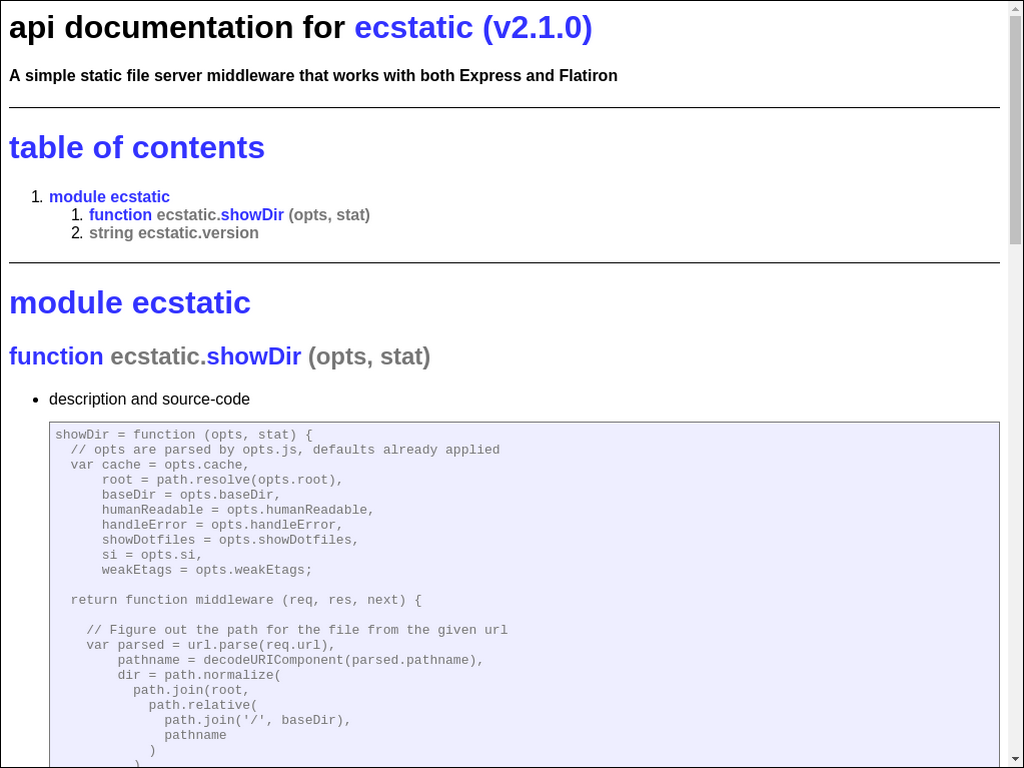 api documentation for ecstatic (v2.1.0)
A simple static file server middleware that works with both Express and Flatiron
table of contents
1. module ecstatic
1. function ecstatic.showDir (opts, stat)
2. string ecstatic.version
module ecstatic
function ecstatic.showDir (opts, stat)
• description and source-code
showDir = function (opts, stat) {
  // opts are parsed by opts.js, defaults already applied
  var cache = opts.cache,
      root = path.resolve(opts.root),
      baseDir = opts.baseDir,
      humanReadable = opts.humanReadable,
      handleError = opts.handleError,
      showDotfiles = opts.showDotfiles,
      si = opts.si,
      weakEtags = opts.weakEtags;
  return function middleware (req, res, next) {
    // Figure out the path for the file from the given url
    var parsed = url.parse(req.url),
        pathname = decodeURIComponent(parsed.pathname),
        dir = path.normalize(
          path.join(root,
            path.relative(
              path.join('/', baseDir),
              pathname
            )
          )